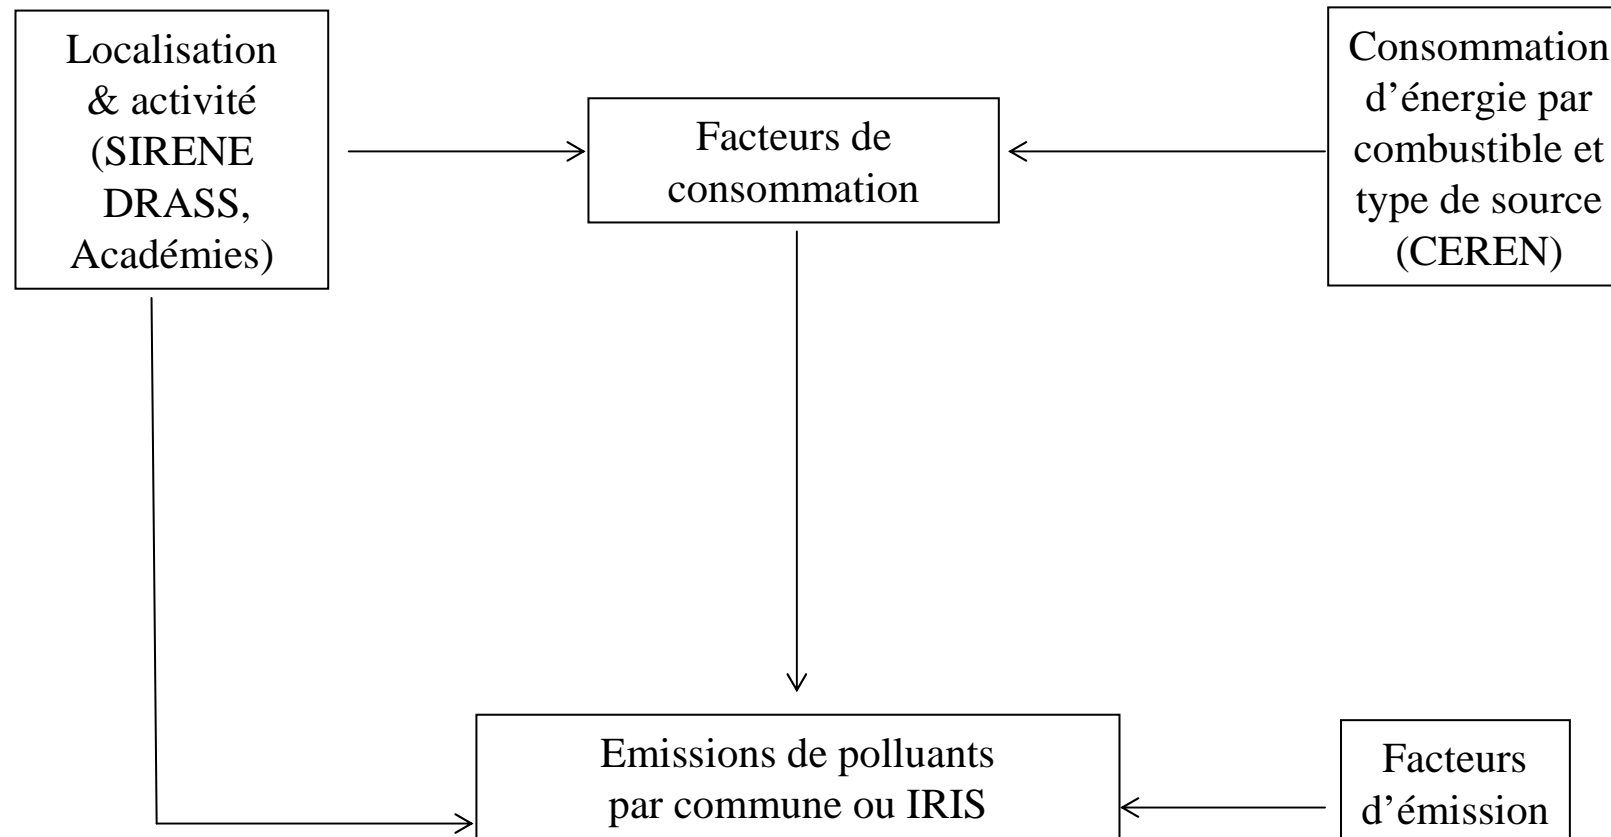 Localisation
& activité
(SIRENE
DRASS,
Académies)
Facteurs de
consommation
Consommation
d’énergie par
combustible et
type de source
(CEREN)
Emissions de polluants
par commune ou IRIS
Facteurs
d’émission